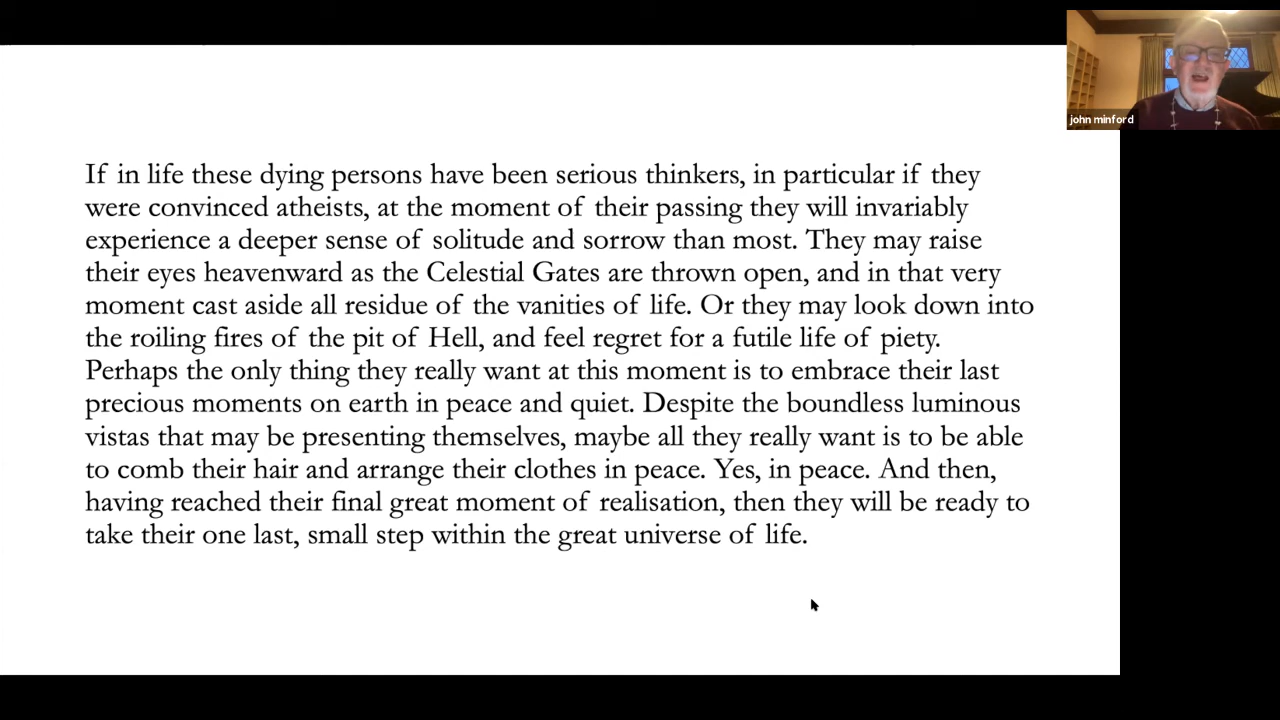 john minford
If in life these dying persons have been serious thinkers, in particular if they
were convinced atheists, at the moment of their passing they will invariably
experience a deeper sense of solitude and sorrow than most. They may raise
their eyes heavenward as the Celestial Gates are thrown open, and in that very
moment cast aside all residue of the vanities of life. Or they may look down into
the roiling fires of the pit of Hell, and feel regret for a futile life of piety.
Perhaps the only thing they really want at this moment is to embrace their last
precious moments on earth in peace and quiet. Despite the boundless luminous
vistas that may be presenting themselves, maybe all they really want is to be able
to comb their hair and arrange their clothes in peace. Yes, in peace. And then,
having reached their final great moment of realisation, then they will be ready to
take their one last, small step within the great universe of life.